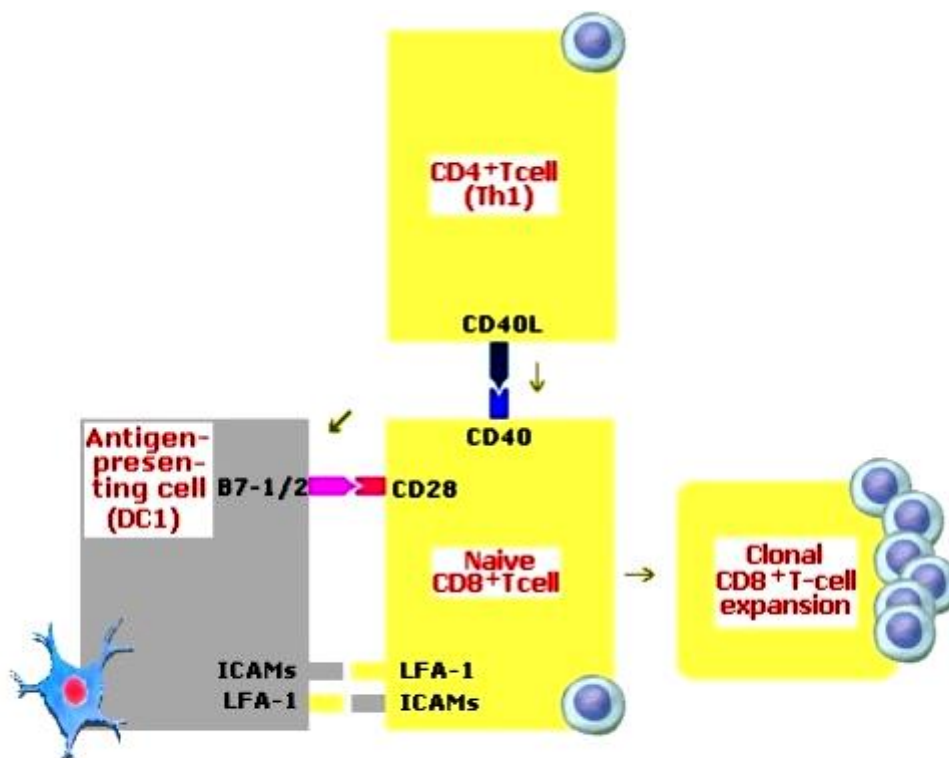 CD4+Tcell
(Th1)
CD40L
CD40
Antigen-
presen-
ting cell
(DC1)
B7-1/2
CD28
Naive
CD8+Tcell
Clonal
CD8+T-cell
expansion
ICAMs
LFA-1
LFA-1
ICAMs